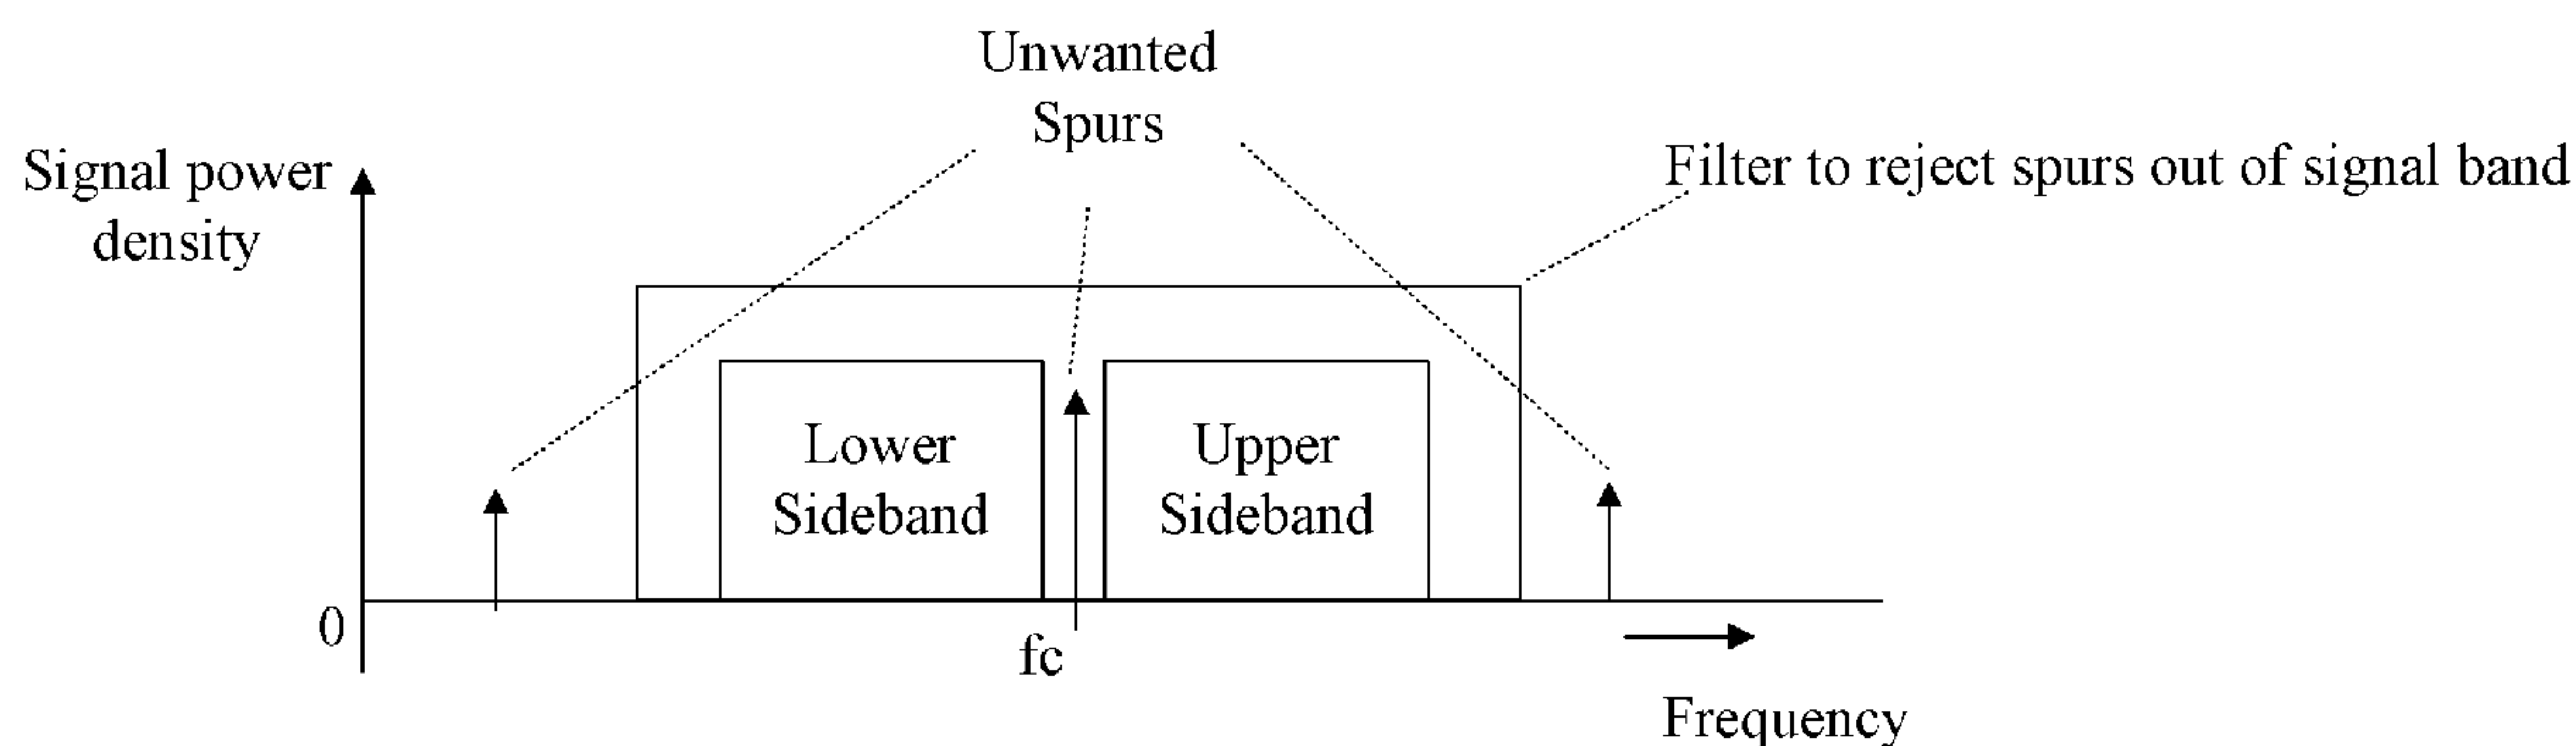 Unwanted
Spurs
Signal power
density
Filter to reject spurs out of signal band
Lower
Sideband
Upper
Sideband
0
fc
Frequency